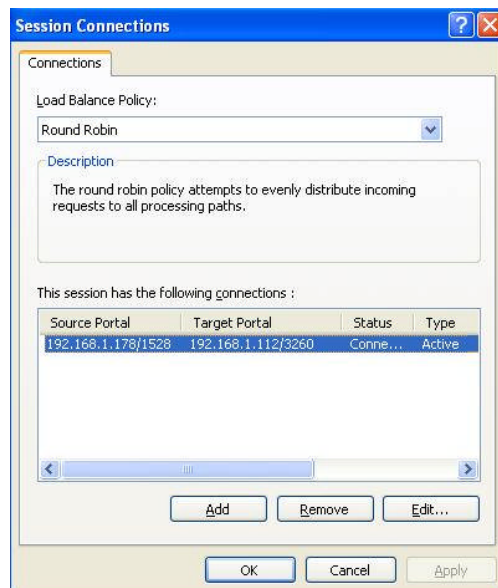 Session Connections
Connections
Load Balance Policy:
Round Robin
Description
The round robin policy attempts to evenly distribute incoming
requests to all processing paths.
This session has the following connections :
Source Portal Target Portal Status Type
192.168.1.178/1528 192.168.1.112/3260 Conne... Active
Add Remove Edit...
OK Cancel Apply